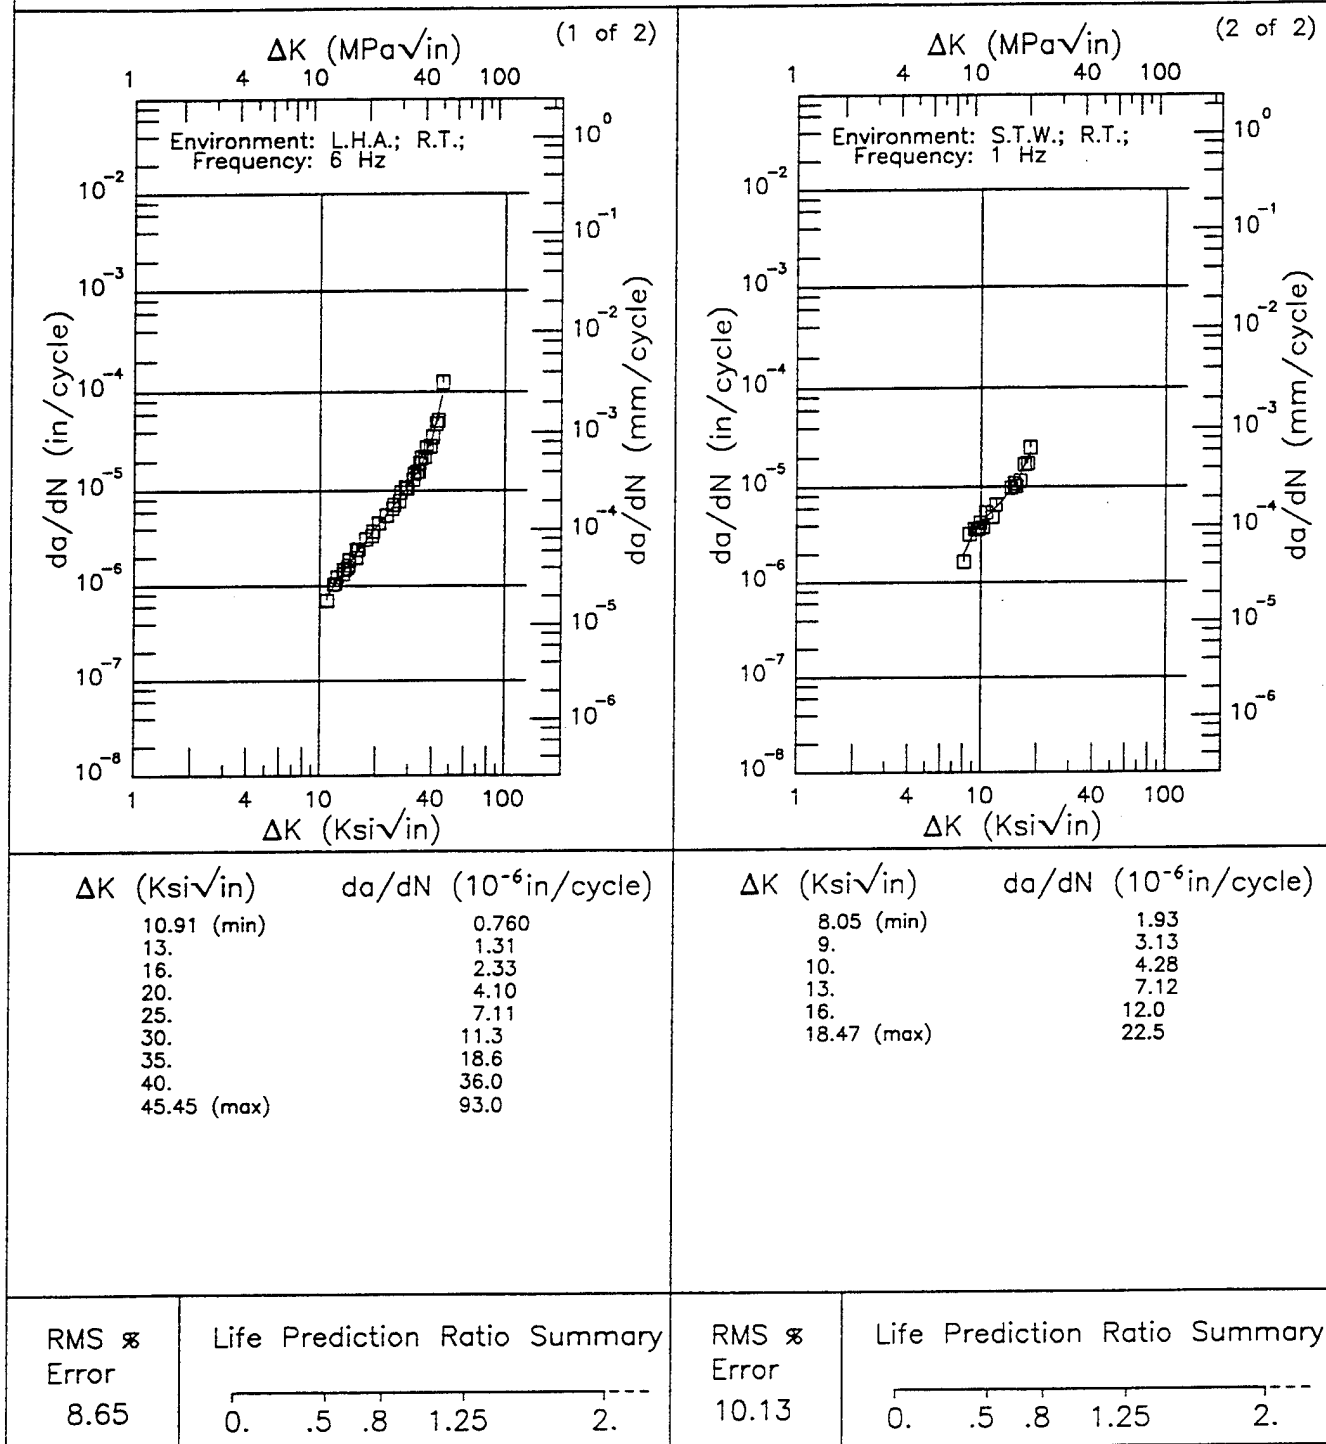 (1 of 2)
ΔK (MPa√in)
1 4 10 40 100
Environment: L.H.A.; R.T.;
Frequency: 6 Hz
da/dN (in/cycle)
10⁻²
10⁻³
10⁻⁴
10⁻⁵
10⁻⁶
10⁻⁷
10⁻⁸
10⁰
10⁻¹
10⁻²
10⁻³
10⁻⁴
10⁻⁵
10⁻⁶
da/dN (mm/cycle)
1 4 10 40 100
ΔK (Ksi√in)
ΔK (Ksi√in) da/dN (10⁻⁶in/cycle)
10.91 (min) 0.760
13. 1.31
16. 2.33
20. 4.10
25. 7.11
30. 11.3
35. 18.6
40. 36.0
45.45 (max) 93.0
RMS % Error
8.65
Life Prediction Ratio Summary
0. .5 .8 1.25 2.
(2 of 2)
ΔK (MPa√in)
1 4 10 40 100
Environment: S.T.W.; R.T.;
Frequency: 1 Hz
da/dN (in/cycle)
10⁻²
10⁻³
10⁻⁴
10⁻⁵
10⁻⁶
10⁻⁷
10⁻⁸
10⁰
10⁻¹
10⁻²
10⁻³
10⁻⁴
10⁻⁵
10⁻⁶
da/dN (mm/cycle)
1 4 10 40 100
ΔK (Ksi√in)
ΔK (Ksi√in) da/dN (10⁻⁶in/cycle)
8.05 (min) 1.93
9. 3.13
10. 4.28
13. 7.12
16. 12.0
18.47 (max) 22.5
RMS % Error
10.13
Life Prediction Ratio Summary
0. .5 .8 1.25 2.